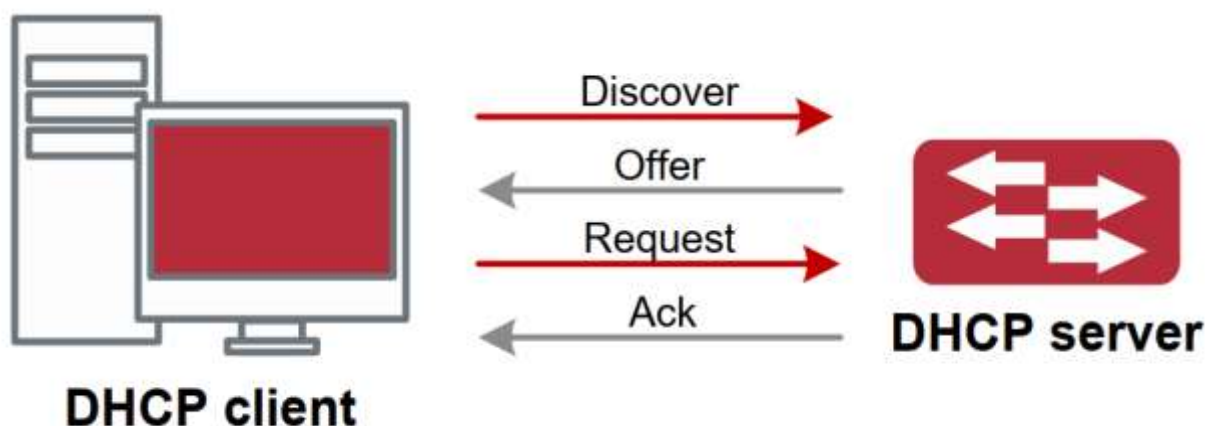 Discover
Offer
Request
Ack
DHCP server
DHCP client